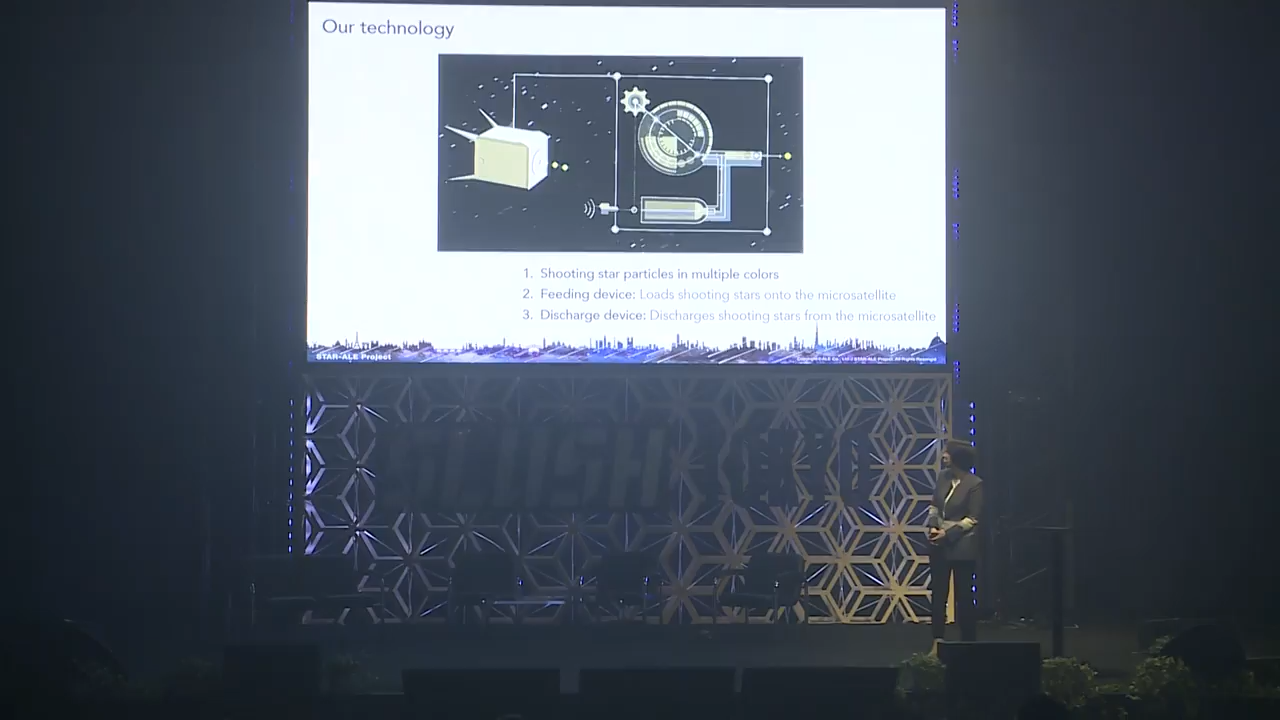 Our technology
1. Shooting star particles in multiple colors
2. Feeding device: Loads shooting stars onto the microsatellite
3. Discharge device: Discharges shooting stars from the microsatellite
STAR-ALE Project
SLUSH